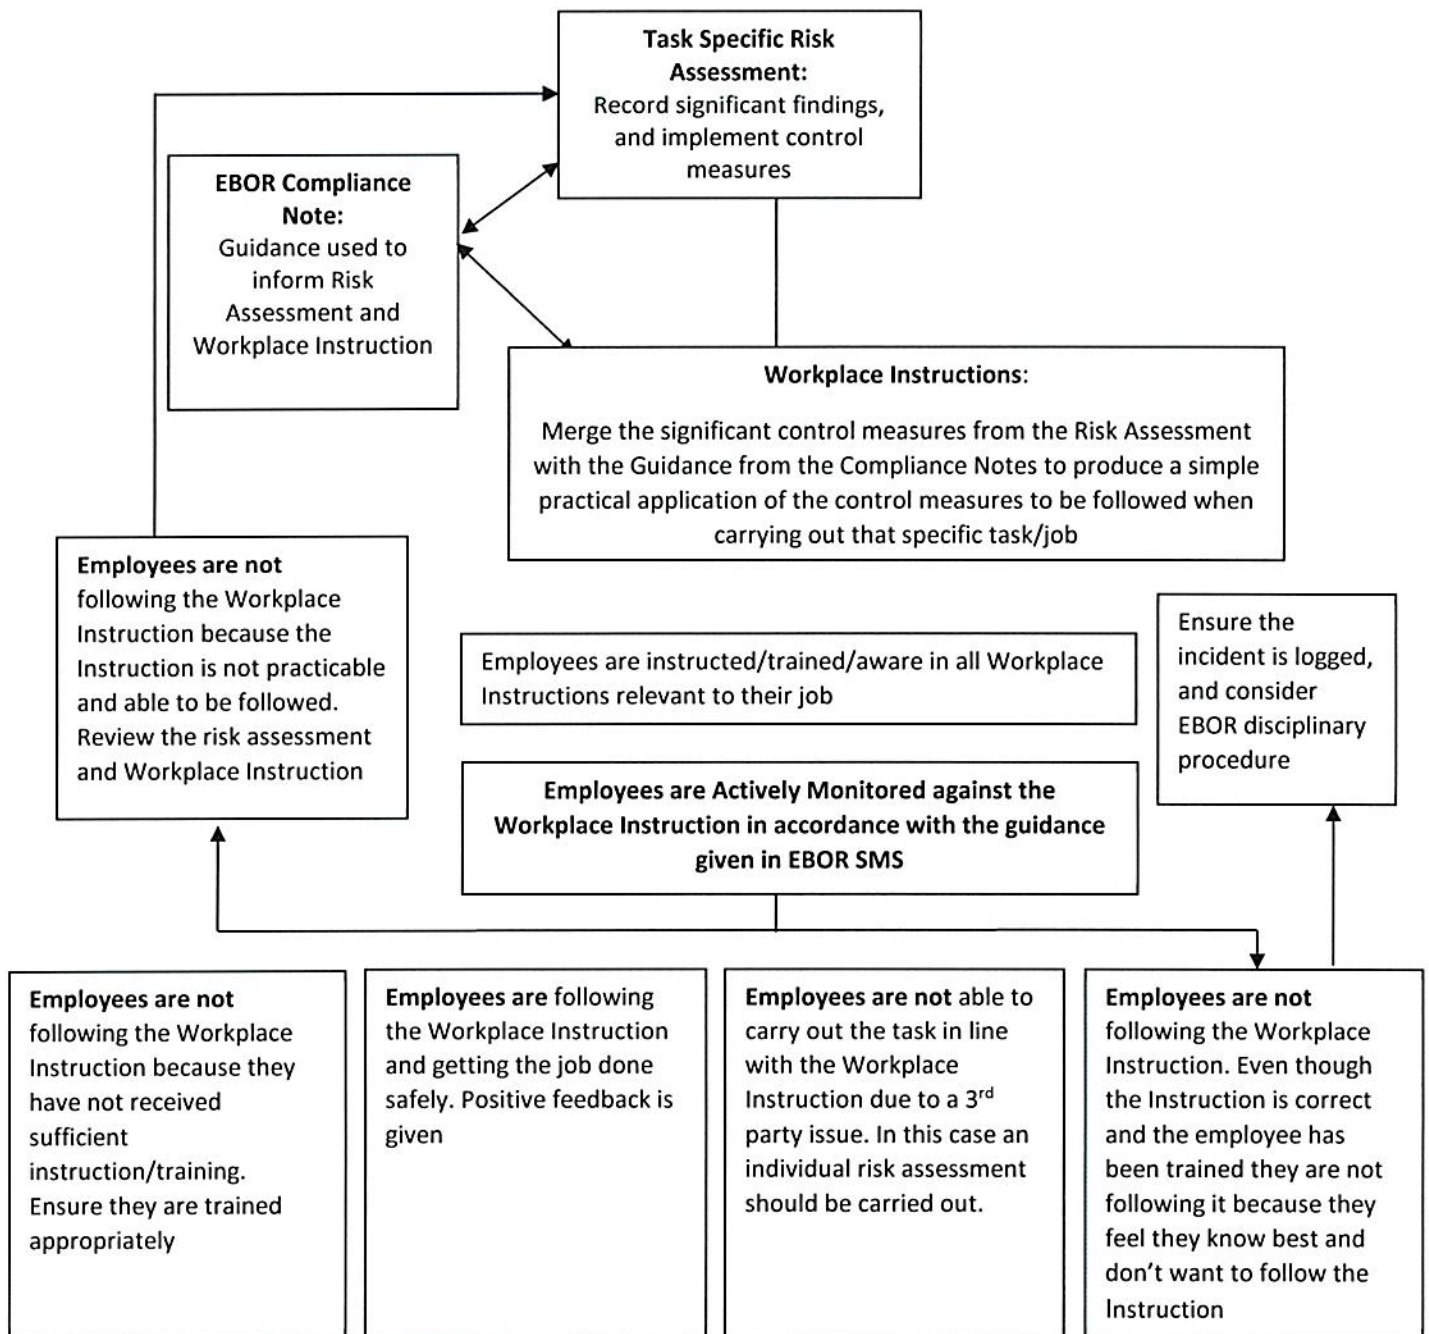 Task Specific Risk
Assessment:
Record significant findings,
and implement control
measures
EBOR Compliance
Note:
Guidance used to
inform Risk
Assessment and
Workplace Instruction
Workplace Instructions:
Merge the significant control measures from the Risk Assessment
with the Guidance from the Compliance Notes to produce a simple
practical application of the control measures to be followed when
carrying out that specific task/job
Employees are not
following the Workplace
Instruction because the
Instruction is not practicable
and able to be followed.
Review the risk assessment
and Workplace Instruction
Employees are instructed/trained/aware in all Workplace
Instructions relevant to their job
Ensure the
incident is logged,
and consider
EBOR disciplinary
procedure
Employees are Actively Monitored against the
Workplace Instruction in accordance with the guidance
given in EBOR SMS
Employees are not
following the Workplace
Instruction because they
have not received
sufficient
instruction/training.
Ensure they are trained
appropriately
Employees are following
the Workplace Instruction
and getting the job done
safely. Positive feedback is
given
Employees are not able to
carry out the task in line
with the Workplace
Instruction due to a 3rd
party issue. In this case an
individual risk assessment
should be carried out.
Employees are not
following the Workplace
Instruction. Even though
the Instruction is correct
and the employee has
been trained they are not
following it because they
feel they know best and
don't want to follow the
Instruction